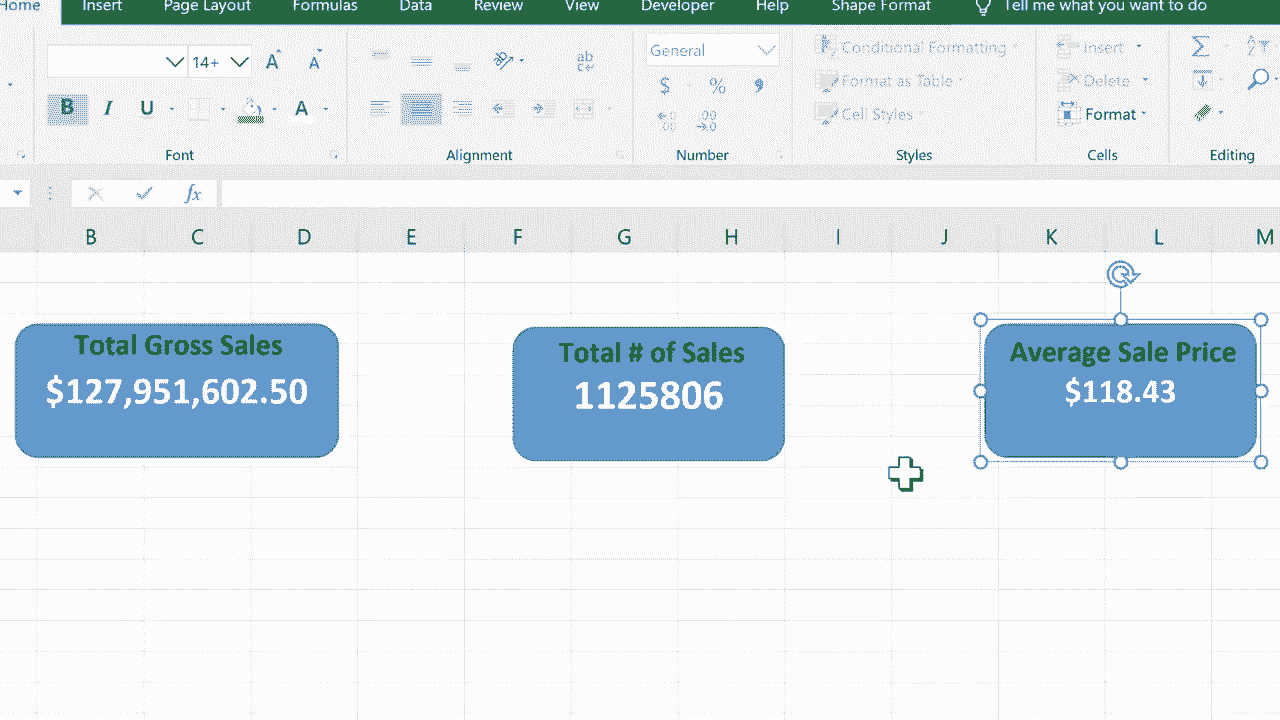 Home Insert Page Layout Formulas Data Review View Developer Help Shape Format Tell me what you want to do
14+ A A ab General Conditional Formatting Insert
B I U A $ % Format as Table Delete
Cell Styles Format
Font Alignment Number Styles Cells Editing
fx
B C D E F G H I J K L M
Total Gross Sales
$127,951,602.50
Total # of Sales
1125806
Average Sale Price
$118.43